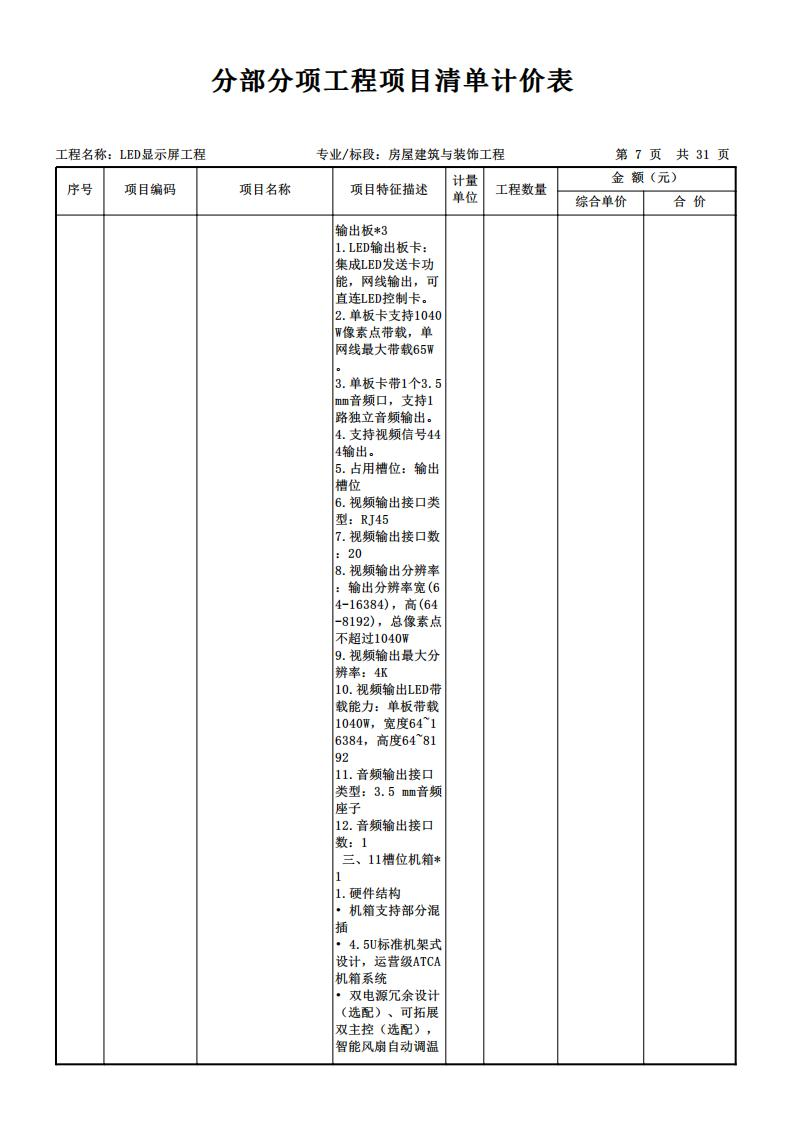 分部分项工程项目清单计价表
工程名称：LED显示屏工程 专业/标段：房屋建筑与装饰工程 第 7 页 共 31 页
序号 项目编码 项目名称 项目特征描述 计量单位 工程数量 金 额（元）
综合单价 合 价
输出板*3
1.LED输出板卡：
集成LED发送卡功
能，网线输出，可
直连LED控制卡。
2.单板卡支持1040
W像素点带载，单
网线最大带载65W
。
3.单板卡带1个3.5
mm音频口，支持1
路独立音频输出。
4.支持视频信号44
4输出。
5.占用槽位：输出
槽位
6.视频输出接口类
型：RJ45
7.视频输出接口数
：20
8.视频输出分辨率
：输出分辨率宽(6
4-16384)，高(64
-8192)，总像素点
不超过1040W
9.视频输出最大分
辨率：4K
10.视频输出LED带
载能力：单板带载
1040W，宽度64~1
6384，高度64~81
92
11.音频输出接口
类型：3.5 mm音频
座子
12.音频输出接口
数：1
三、11槽位机箱*
1
1.硬件结构
• 机箱支持部分混
插
• 4.5U标准机架式
设计，运营级ATCA
机箱系统
• 双电源冗余设计
（选配）、可拓展
双主控（选配），
智能风扇自动调温